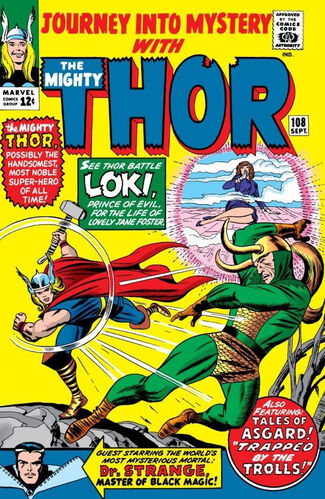 JOURNEY INTO MYSTERY
WITH
THE
MIGHTY
THOR
APPROVED
BY THE
COMICS
CODE
AUTHORITY
IND.
MARVEL
COMICS
GROUP
12¢
108
SEPT.
THE MIGHTY
THOR,
POSSIBLY THE
HANDSOMEST,
MOST NOBLE
SUPER-HERO
OF ALL
TIME!
SEE THOR BATTLE
LOKI,
PRINCE OF EVIL,
FOR THE LIFE OF
LOVELY JANE FOSTER.
ALSO
FEATURING:
TALES OF
ASGARD!
"TRAPPED
BY THE
TROLLS!"
GUEST STARRING THE WORLD'S
MOST MYSTERIOUS MORTAL:
DR. STRANGE,
MASTER OF BLACK MAGIC!